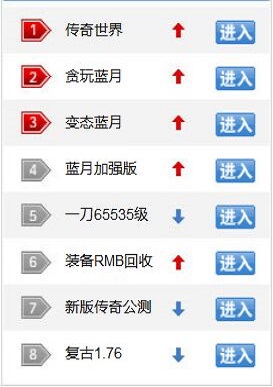 1 传奇世界 进入
2 贪玩蓝月 进入
3 变态蓝月 进入
4 蓝月加强版 进入
5 一刀65535级 进入
6 装备RMB回收 进入
7 新版传奇公测 进入
8 复古1.76 进入